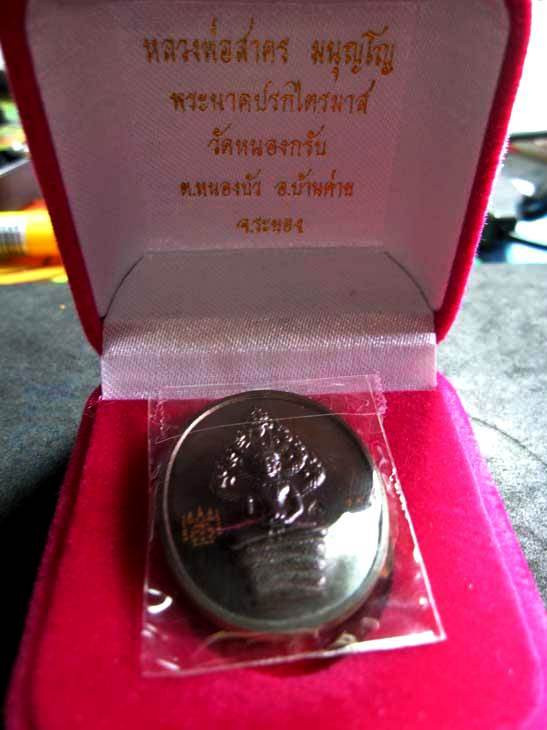 หลวงพ่อสาคร มนุญโญ
พระนาคปรกไตรมาส
วัดหนองกรับ
ต.หนองบัว อ.บ้านค่าย
จ.ระยอง